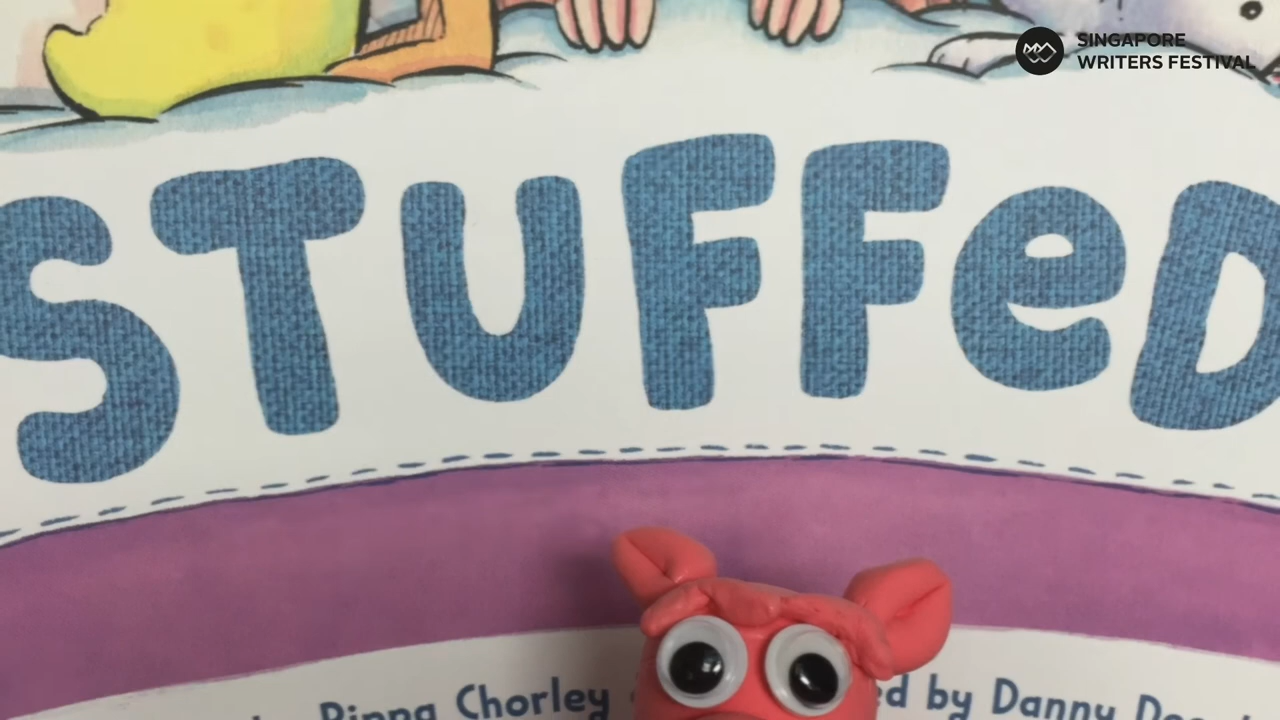 SINGAPORE
WRITERS FESTIVAL
STUFFeD
Chorley
by Danny